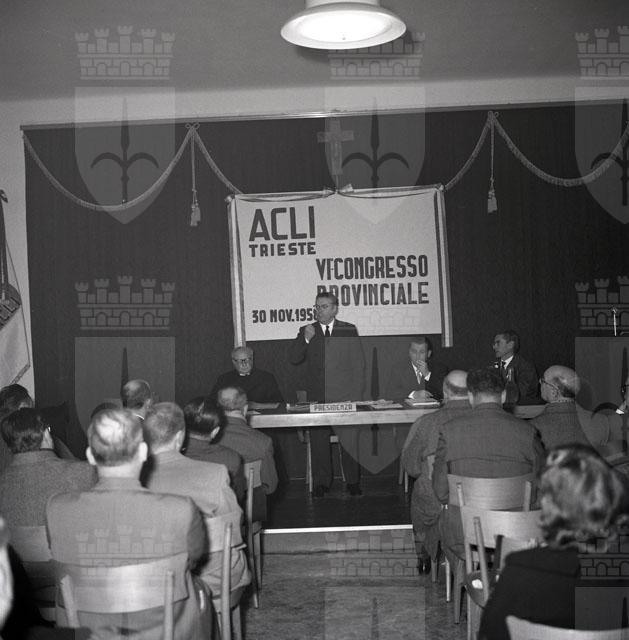 ACLI
TRIESTE
VI° CONGRESSO
PROVINCIALE
30 NOV. 195
PRESIDENZA